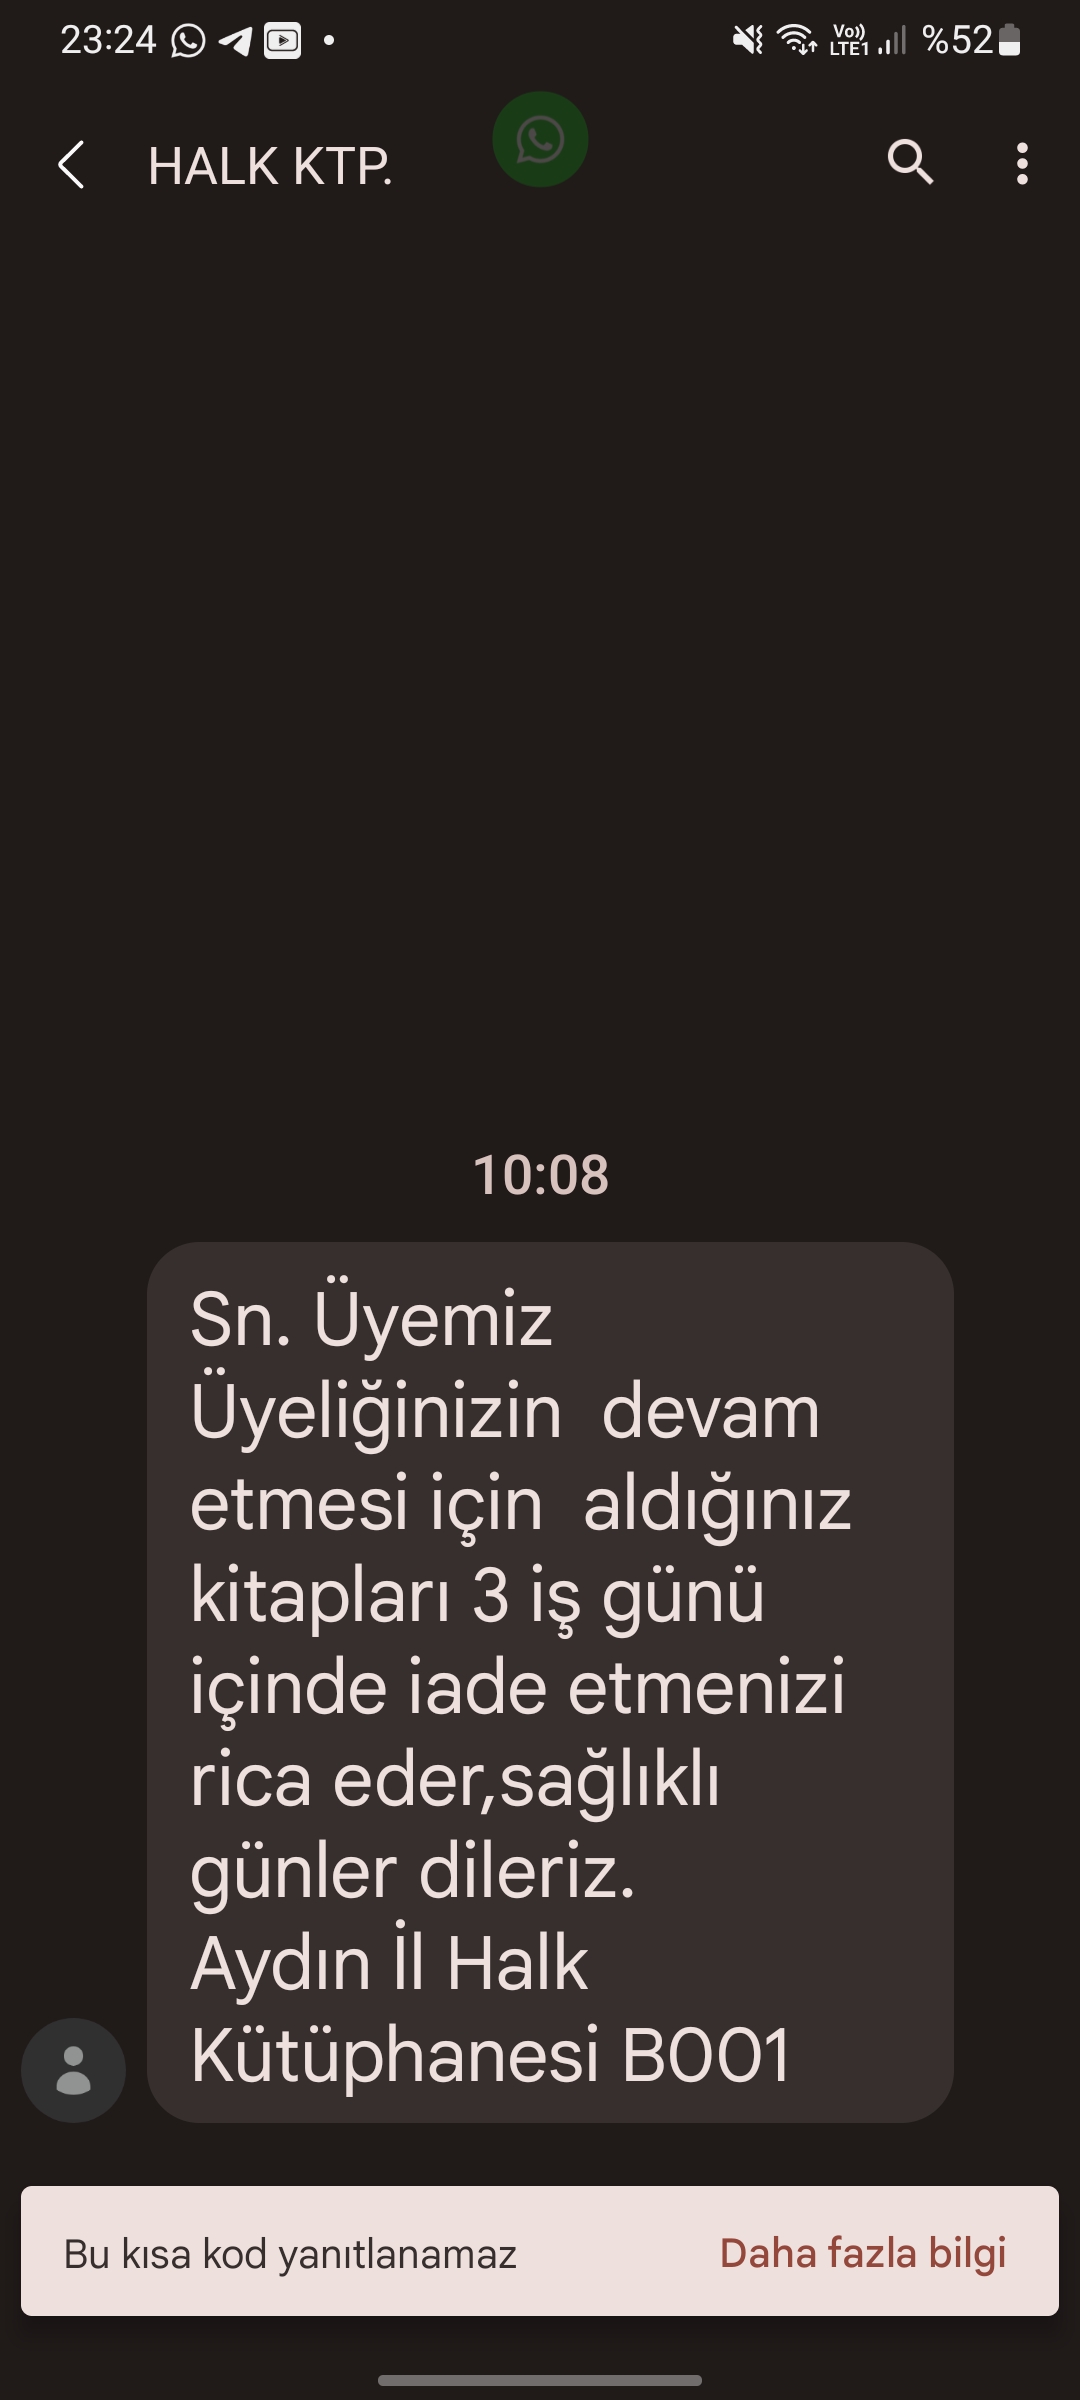 23:24 Vo)) LTE1 %52
HALK KTP.
10:08
Sn. Üyemiz
Üyeliğinizin  devam
etmesi için  aldığınız
kitapları 3 iş günü
içinde iade etmenizi
rica eder,sağlıklı
günler dileriz.
Aydın İl Halk
Kütüphanesi B001
Bu kısa kod yanıtlanamaz Daha fazla bilgi